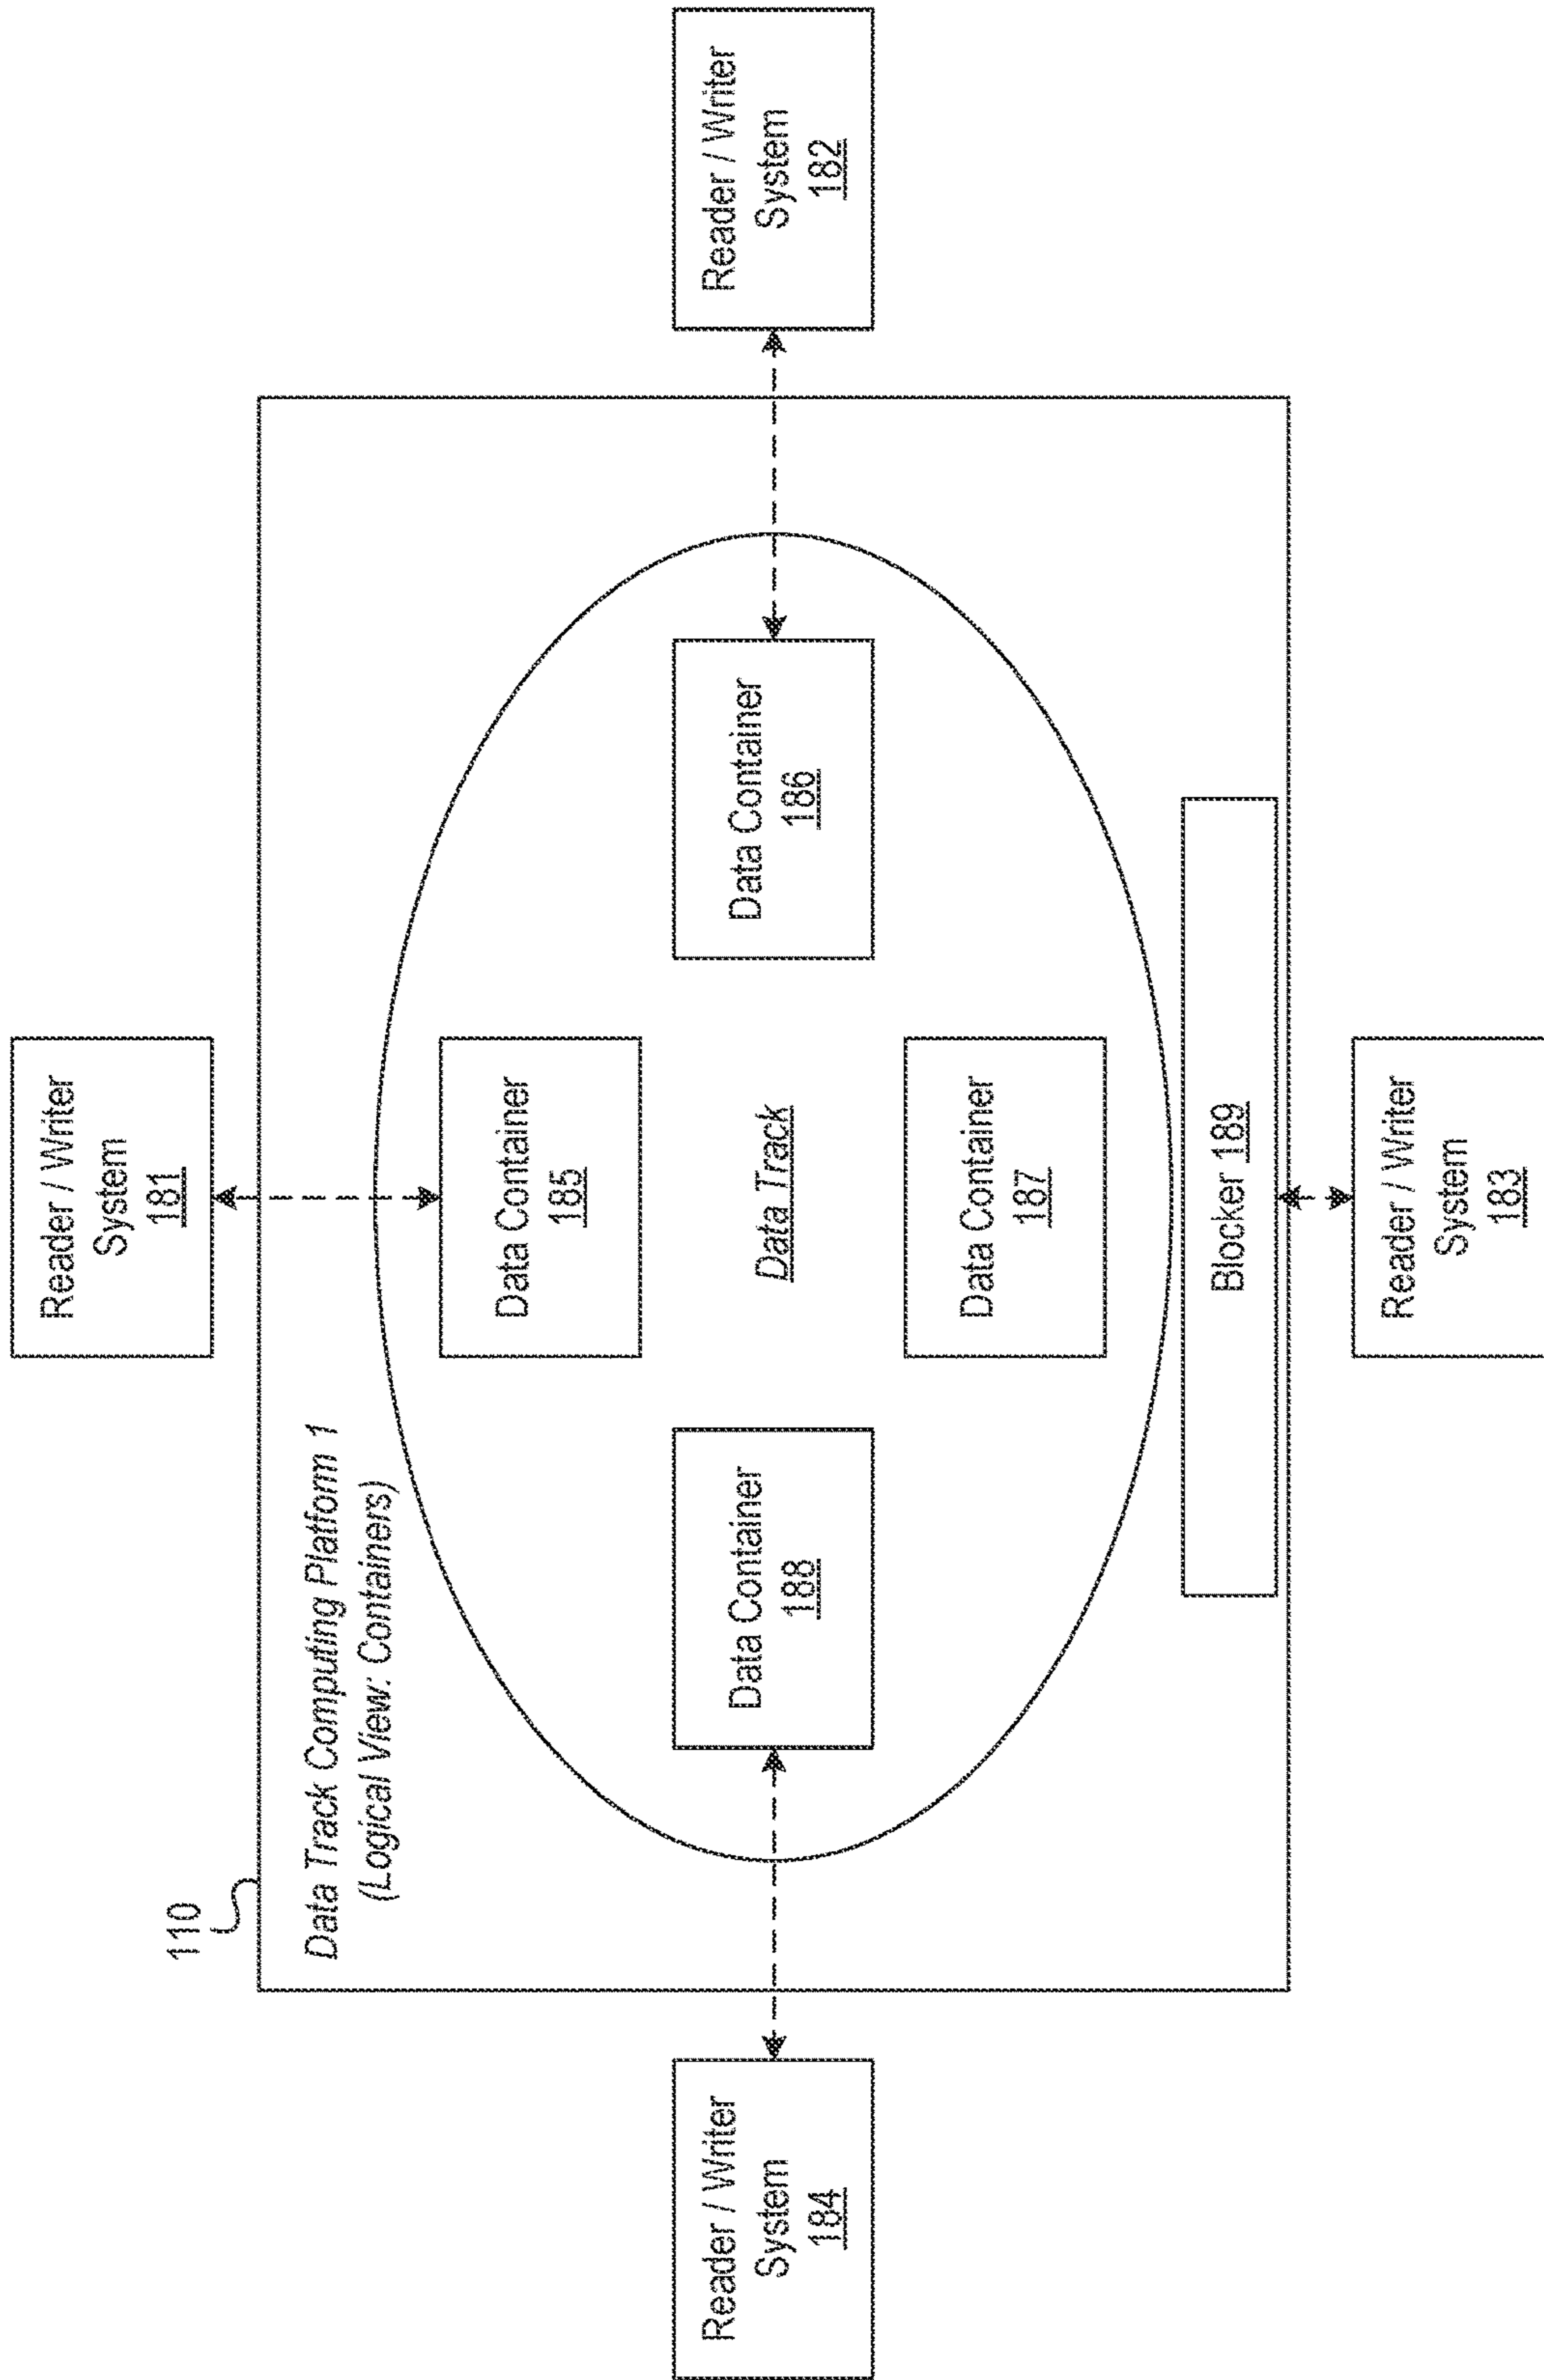 110
Data Track Computing Platform 1
(Logical View: Containers)
Reader / Writer
System
181
Reader / Writer
System
184
Data Container
185
Data Container
188
Data Track
Data Container
186
Reader / Writer
System
182
Data Container
187
Blocker 189
Reader / Writer
System
183